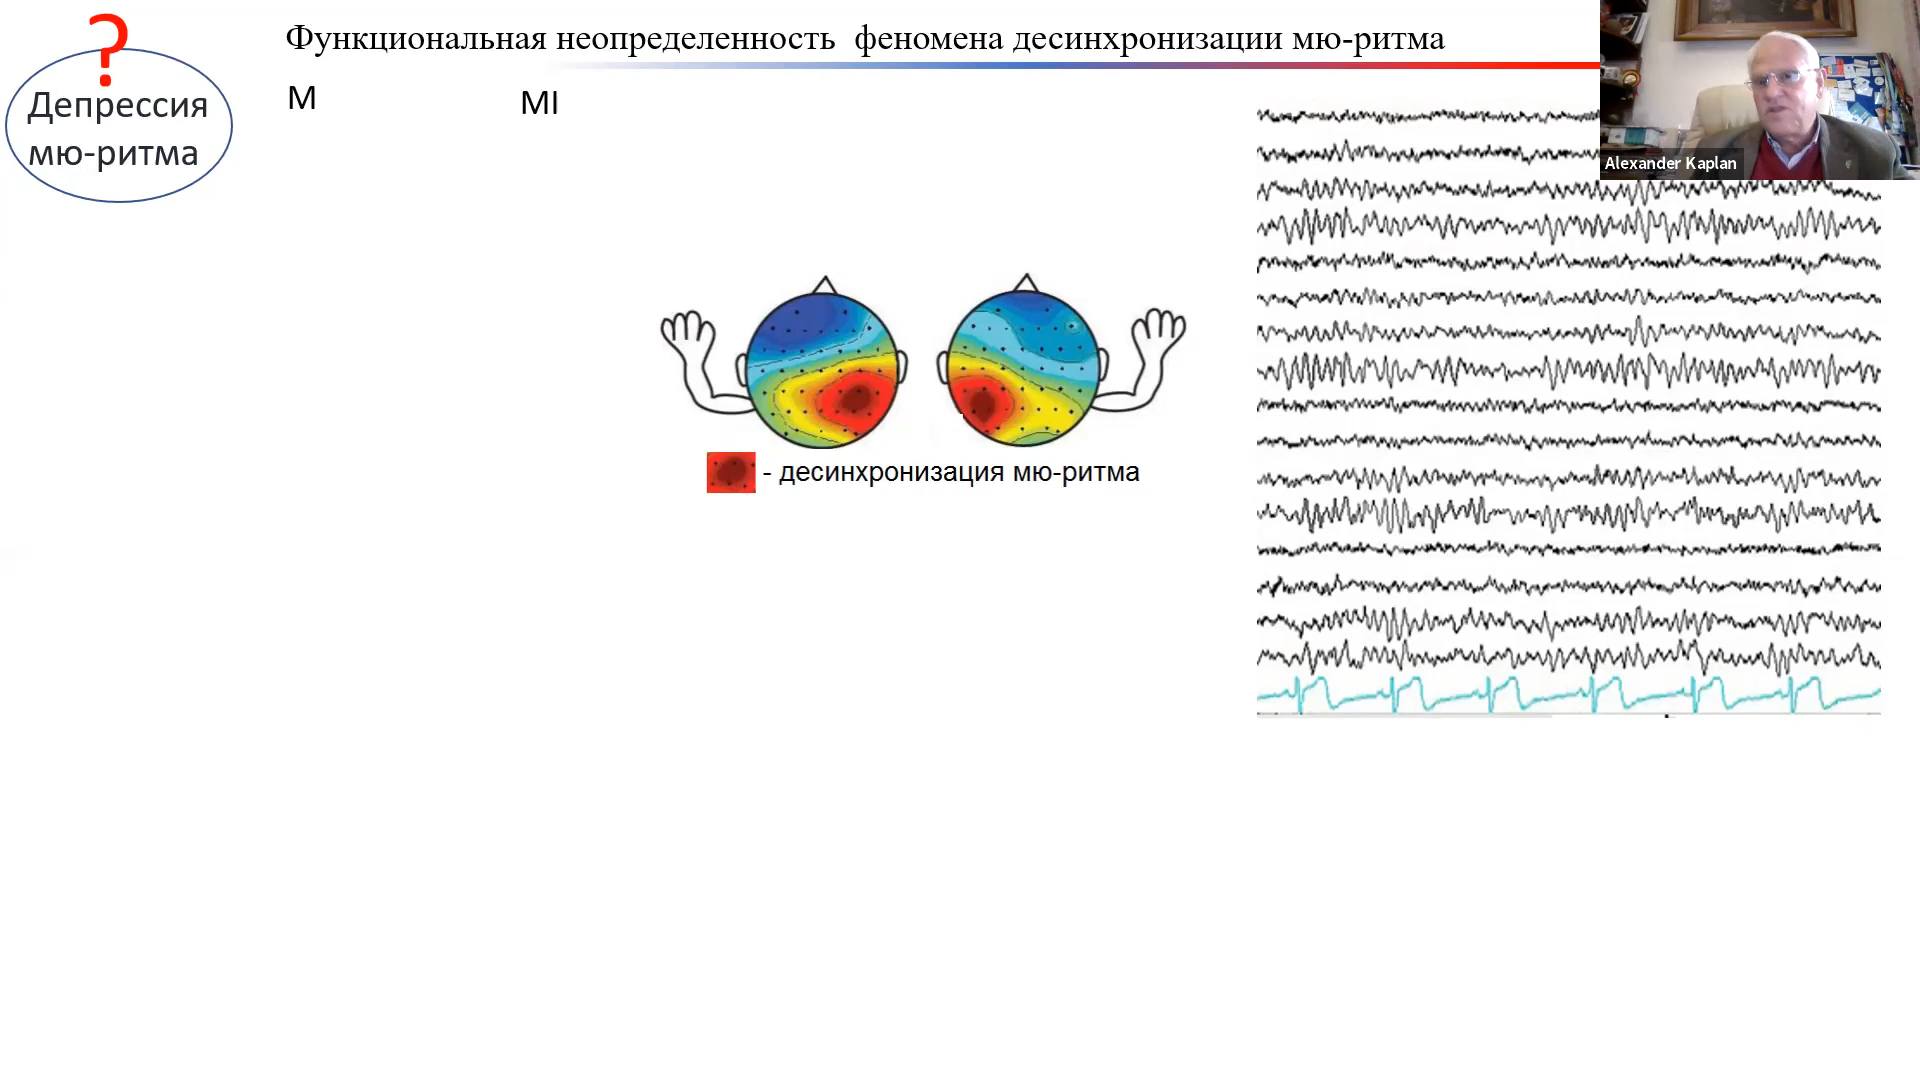 ?
Функциональная неопределенность феномена десинхронизации мю-ритма
Депрессия
мю-ритма
M
MI
Alexander Kaplan
- десинхронизация мю-ритма